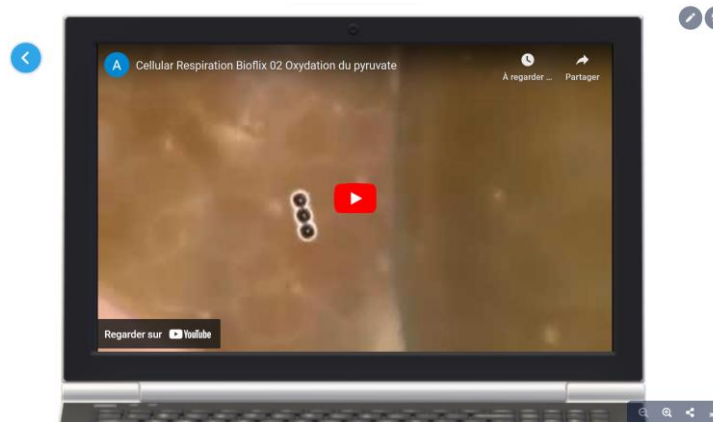 A
Cellular Respiration Bioflix 02 Oxydation du pyruvate
À regarder ...
Partager
Regarder sur YouTube